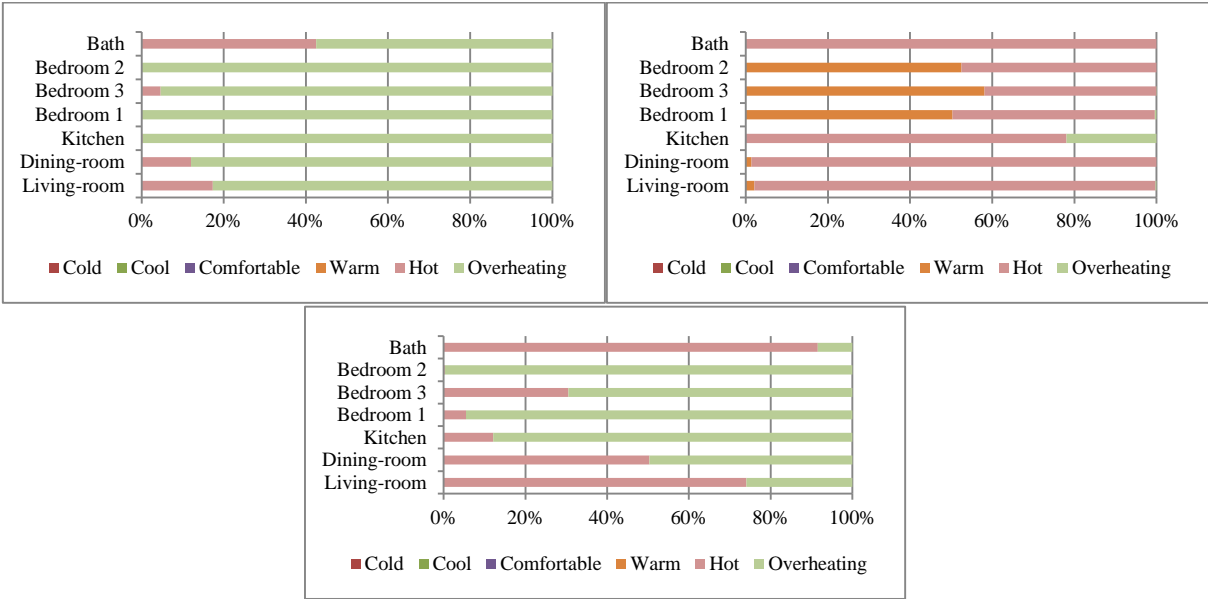 Bath
Bedroom 2
Bedroom 3
Bedroom 1
Kitchen
Dining-room
Living-room
0% 20% 40% 60% 80% 100%
Cold Cool Comfortable Warm Hot Overheating
Bath
Bedroom 2
Bedroom 3
Bedroom 1
Kitchen
Dining-room
Living-room
0% 20% 40% 60% 80% 100%
Cold Cool Comfortable Warm Hot Overheating
Bath
Bedroom 2
Bedroom 3
Bedroom 1
Kitchen
Dining-room
Living-room
0% 20% 40% 60% 80% 100%
Cold Cool Comfortable Warm Hot Overheating